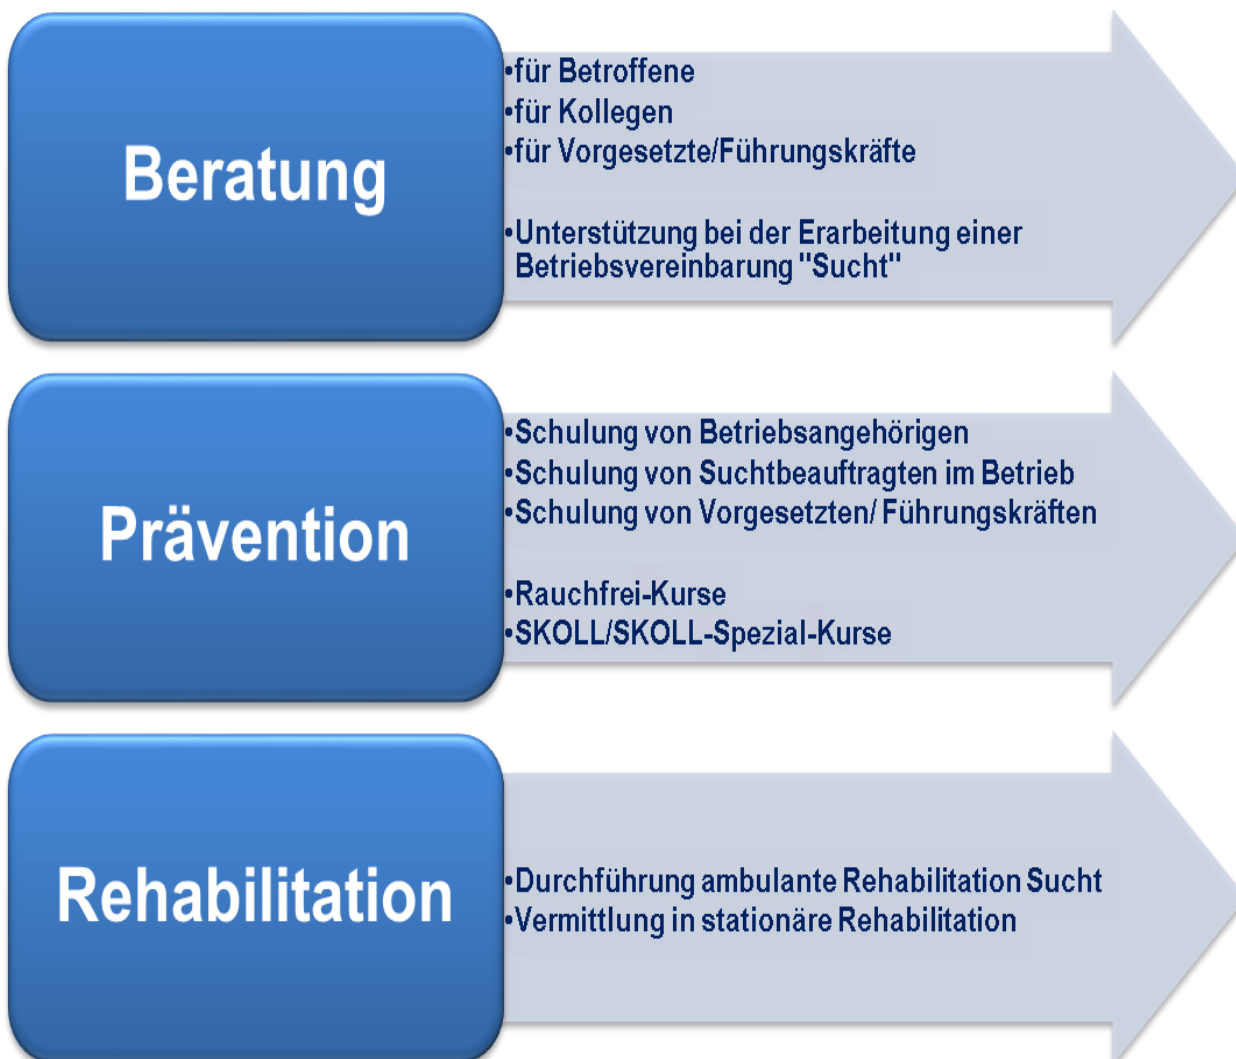 Beratung
•für Betroffene
•für Kollegen
•für Vorgesetzte/Führungskräfte
•Unterstützung bei der Erarbeitung einer
Betriebsvereinbarung "Sucht"
Prävention
•Schulung von Betriebsangehörigen
•Schulung von Suchtbeauftragten im Betrieb
•Schulung von Vorgesetzten/ Führungskräften
•Rauchfrei-Kurse
•SKOLL/SKOLL-Spezial-Kurse
Rehabilitation
•Durchführung ambulante Rehabilitation Sucht
•Vermittlung in stationäre Rehabilitation